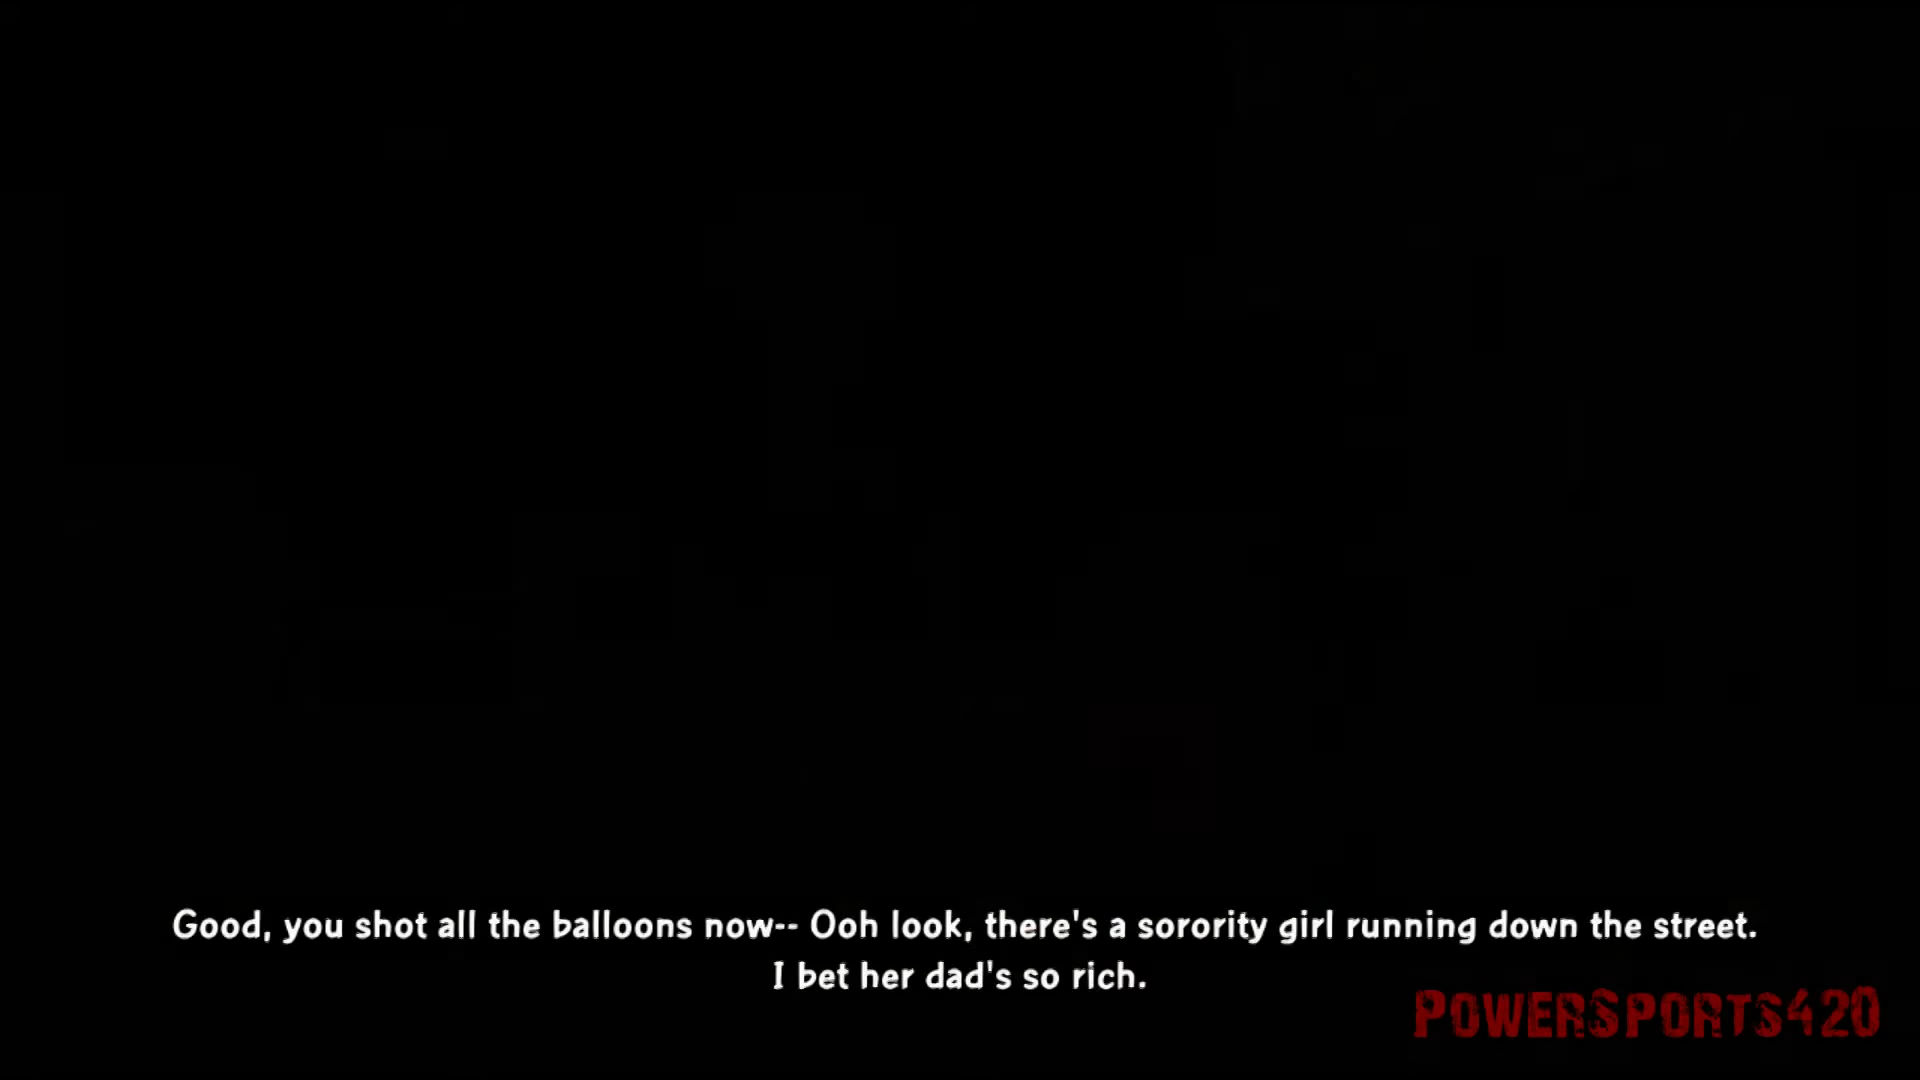 Good, you shot all the balloons now-- Ooh look, there's a sorority girl running down the street.
I bet her dad's so rich.
POWERSPORTS420